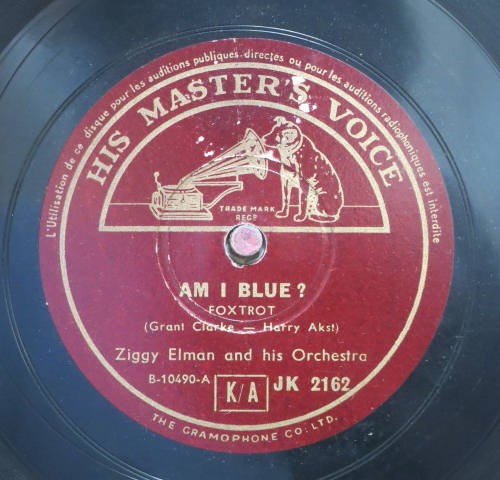 L'Utilisation de ce disque pour les auditions publiques directes ou pour les auditions radiophoniques est interdite
HIS MASTER'S VOICE
TRADE MARK
REGD
AM I BLUE?
FOXTROT
(Grant Clarke — Harry Akst)
Ziggy Elman and his Orchestra
B-10490-A K/A JK 2162
THE GRAMOPHONE CO. LTD.